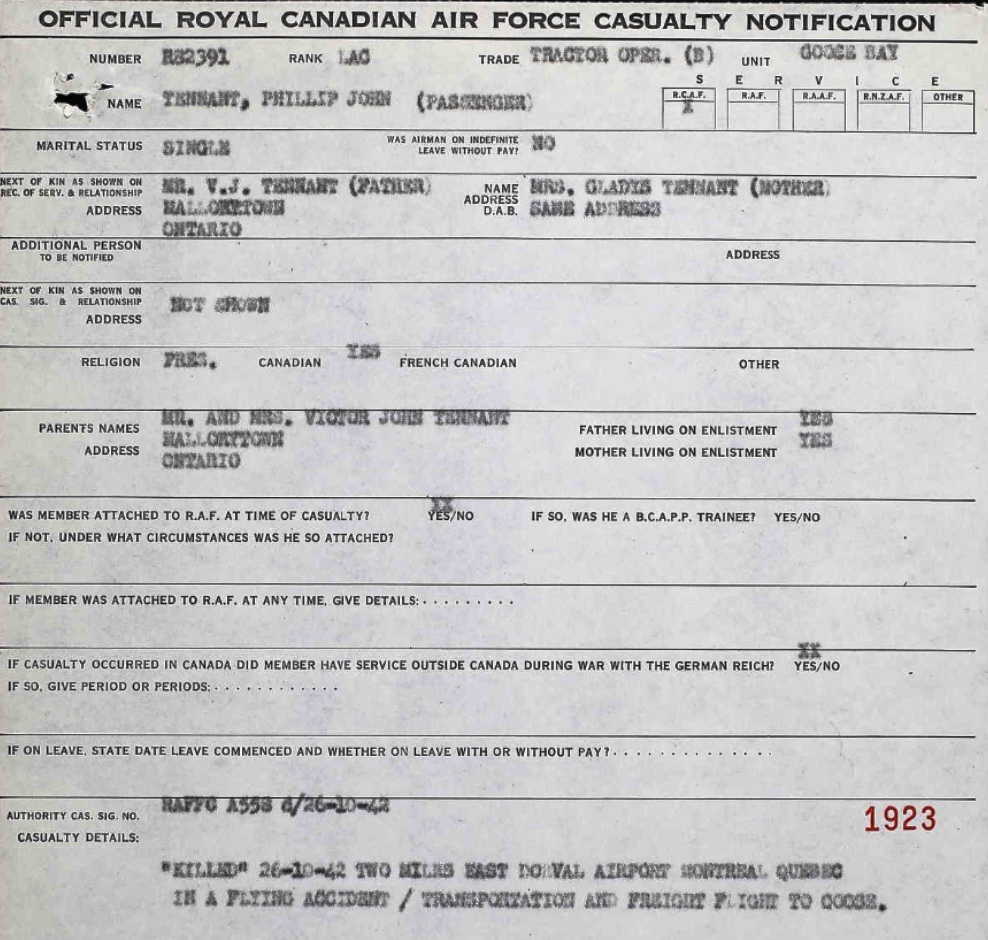 OFFICIAL ROYAL CANADIAN AIR FORCE CASUALTY NOTIFICATION
NUMBER R82391 RANK LAC TRADE TRACTOR OPER. (B) UNIT GOOSE BAY
S E R V I C E
R.C.A.F. R.A.F. R.A.A.F. R.N.Z.A.F. OTHER
NAME TENNANT, PHILLIP JOHN (PASSENGER) X
MARITAL STATUS SINGLE WAS AIRMAN ON INDEFINITE LEAVE WITHOUT PAY? NO
NEXT OF KIN AS SHOWN ON REC. OF SERV. & RELATIONSHIP MR. V.J. TENNANT (FATHER) NAME MRS. GLADYS TENNANT (MOTHER)
ADDRESS MALLORYTOWN ADDRESS D.A.B. SAME ADDRESS
ONTARIO
ADDITIONAL PERSON TO BE NOTIFIED ADDRESS
NEXT OF KIN AS SHOWN ON CAS. SIG. & RELATIONSHIP NOT SHOWN
ADDRESS
RELIGION PRES. CANADIAN YES FRENCH CANADIAN OTHER
PARENTS NAMES MR. AND MRS. VICTOR JOHN TENNANT FATHER LIVING ON ENLISTMENT YES
ADDRESS MALLORYTOWN MOTHER LIVING ON ENLISTMENT YES
ONTARIO
XX
WAS MEMBER ATTACHED TO R.A.F. AT TIME OF CASUALTY? YES/NO IF SO, WAS HE A B.C.A.P.P. TRAINEE? YES/NO
IF NOT, UNDER WHAT CIRCUMSTANCES WAS HE SO ATTACHED?
IF MEMBER WAS ATTACHED TO R.A.F. AT ANY TIME, GIVE DETAILS: . . . . . . . . .
XX
IF CASUALTY OCCURRED IN CANADA DID MEMBER HAVE SERVICE OUTSIDE CANADA DURING WAR WITH THE GERMAN REICH? YES/NO
IF SO, GIVE PERIOD OR PERIODS: . . . . . . . . . . . .
IF ON LEAVE, STATE DATE LEAVE COMMENCED AND WHETHER ON LEAVE WITH OR WITHOUT PAY? . . . . . . . . . . . . . .
AUTHORITY CAS. SIG. NO. RAFFC A558 d/26-10-42 1923
CASUALTY DETAILS:
"KILLED" 26-10-42 TWO MILES EAST DORVAL AIRPORT MONTREAL QUEBEC
IN A FLYING ACCIDENT / TRANSPORTATION AND FREIGHT FLIGHT TO GOOSE.